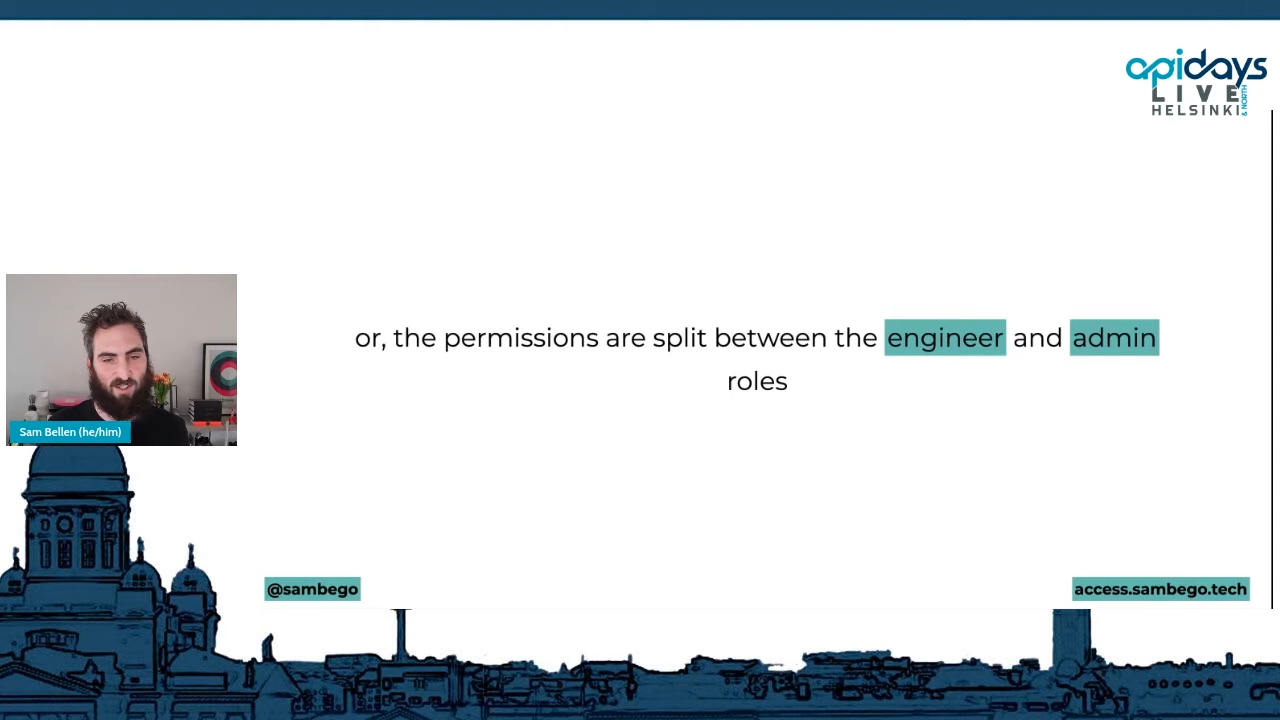 apidays
LIVE
HELSINKI
& NORTH
or, the permissions are split between the engineer and admin
roles
Sam Bellen (he/him)
@sambego
access.sambego.tech